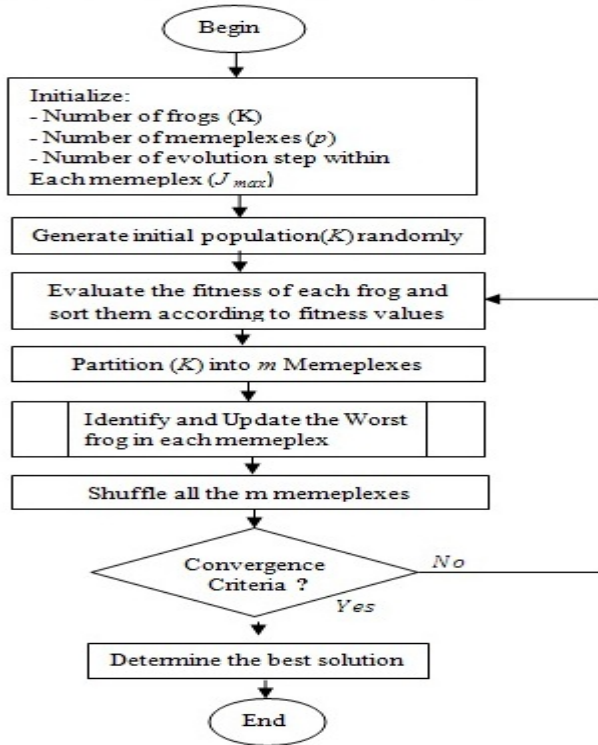 Begin
Initialize:
- Number of frogs (K)
- Number of memeplexes (p)
- Number of evolution step within
Each memeplex (J max)
Generate initial population(K) randomly
Evaluate the fitness of each frog and
sort them according to fitness values
Partition (K) into m Memeplexes
Identify and Update the Worst
frog in each memeplex
Shuffle all the m memeplexes
Convergence
Criteria ?
No
Yes
Determine the best solution
End